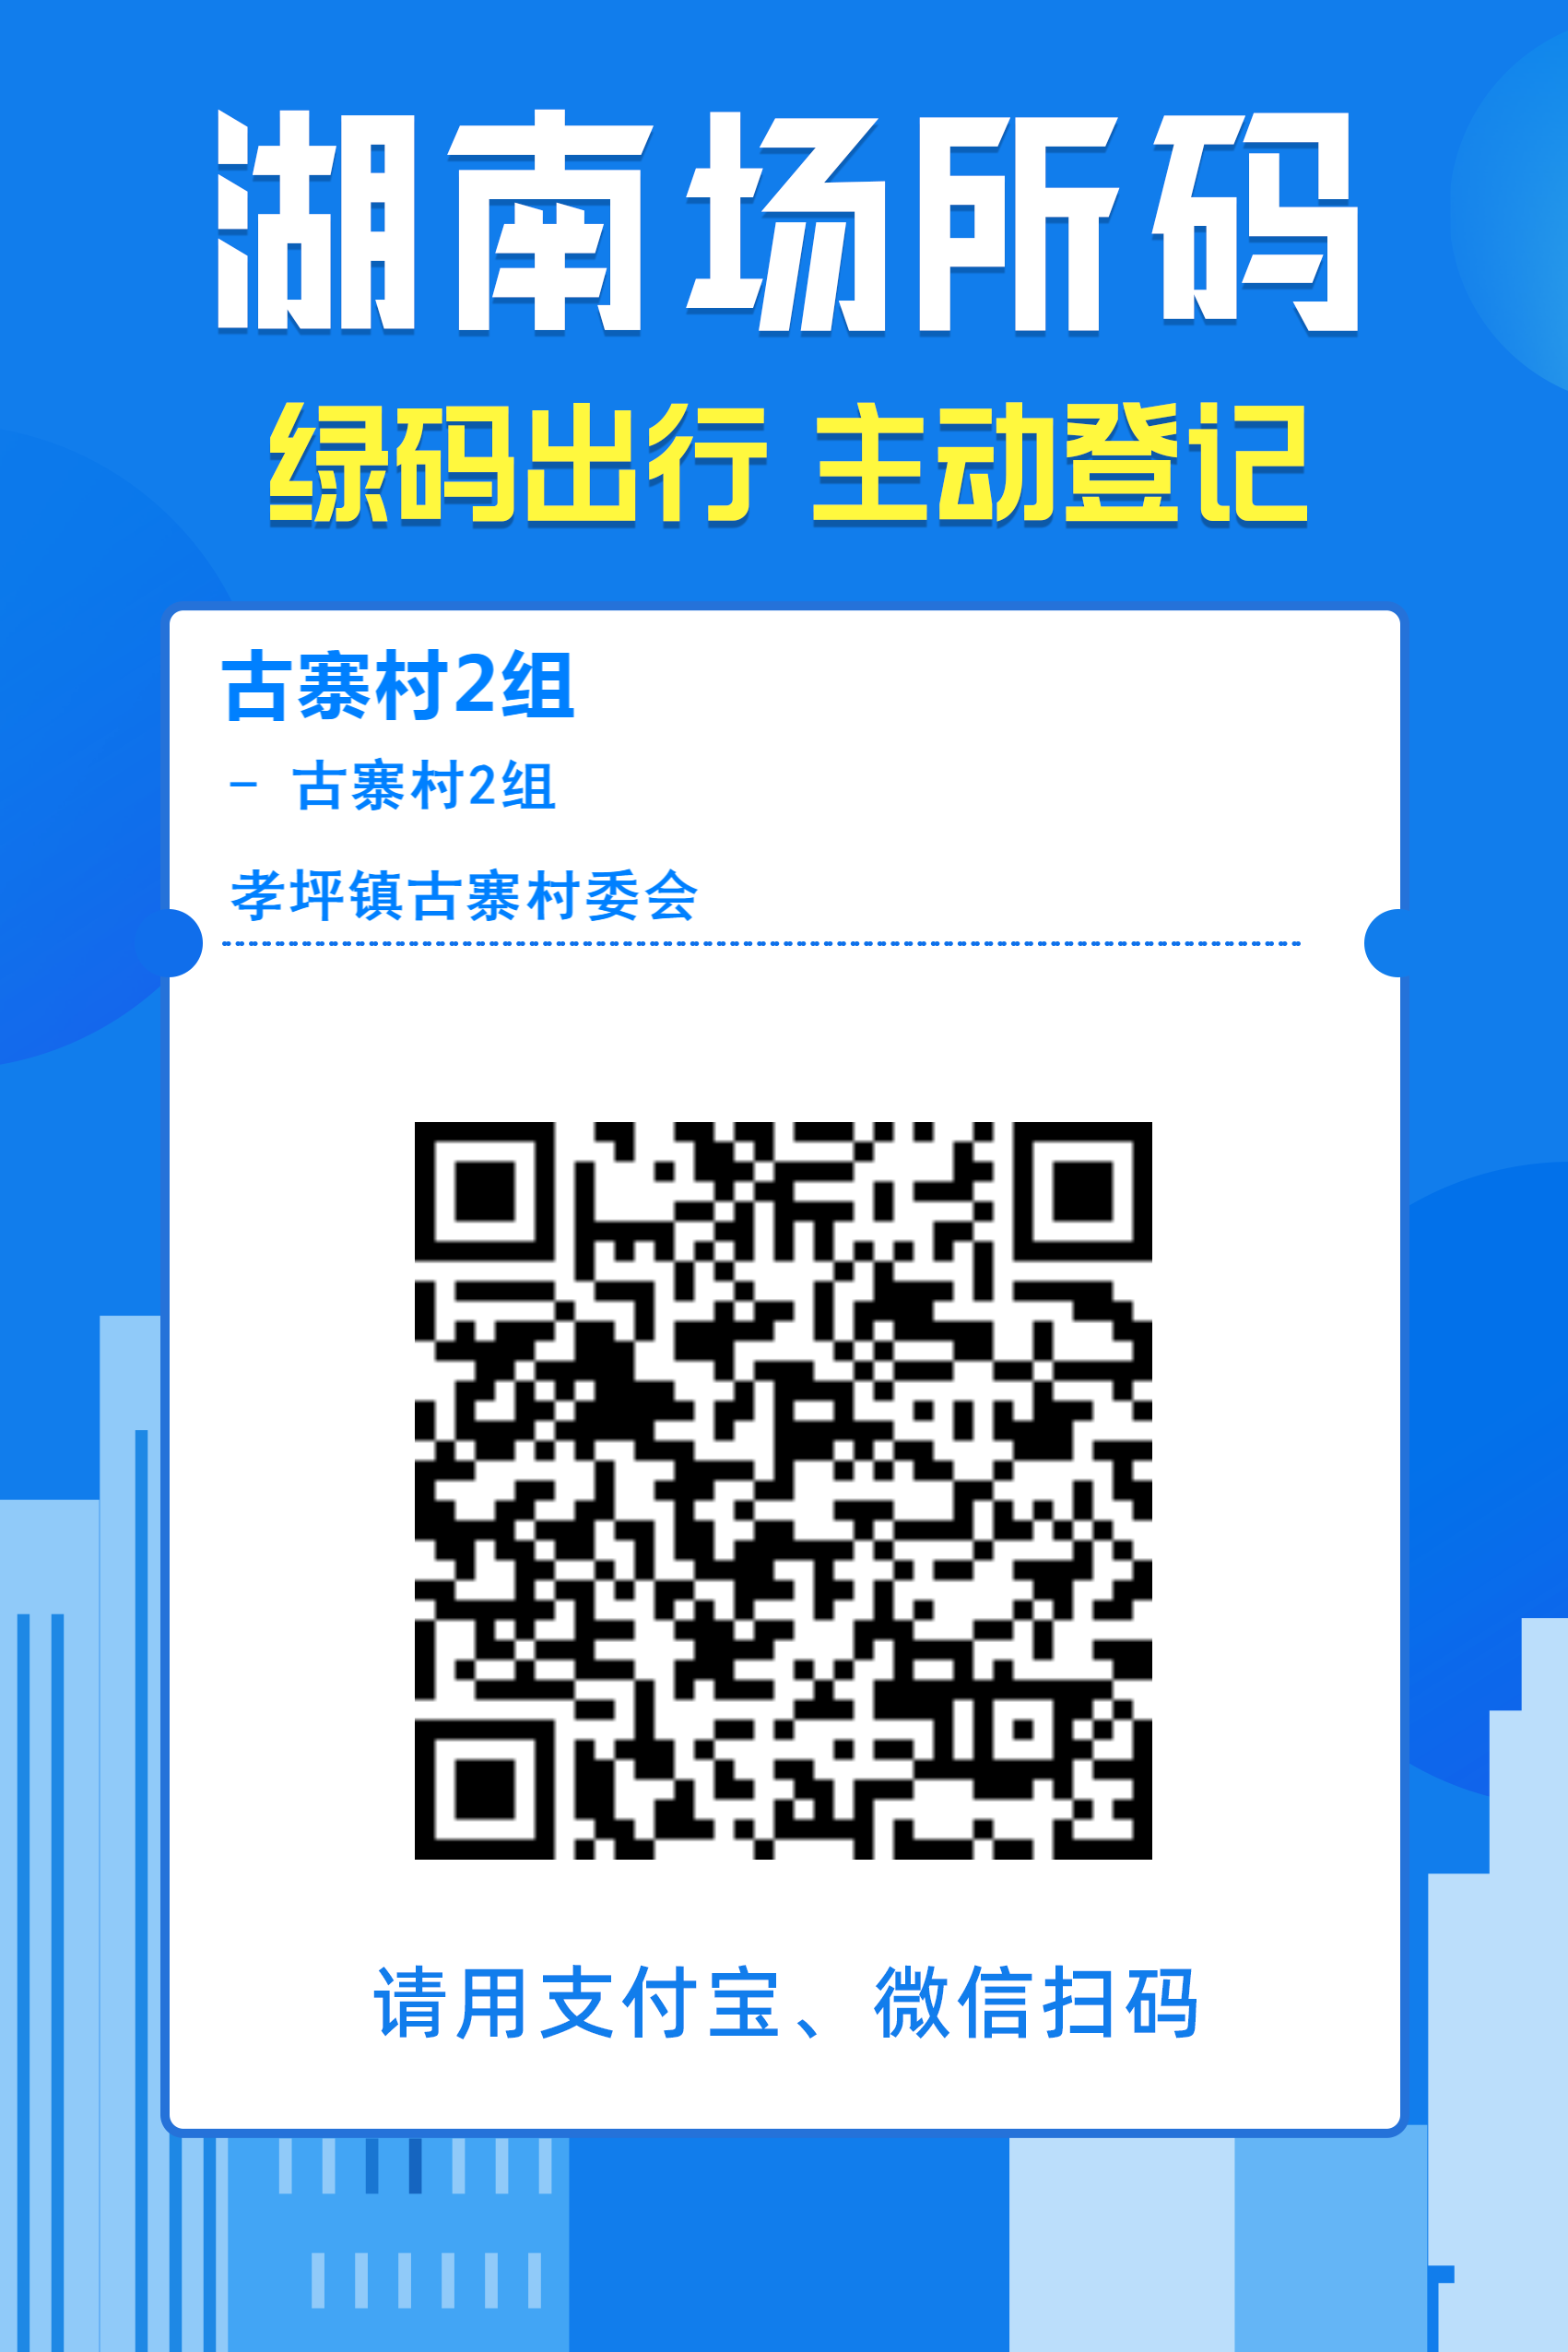 湖南场所码
绿码出行 主动登记
古寨村2组
– 古寨村2组
孝坪镇古寨村委会
请用支付宝、微信扫码